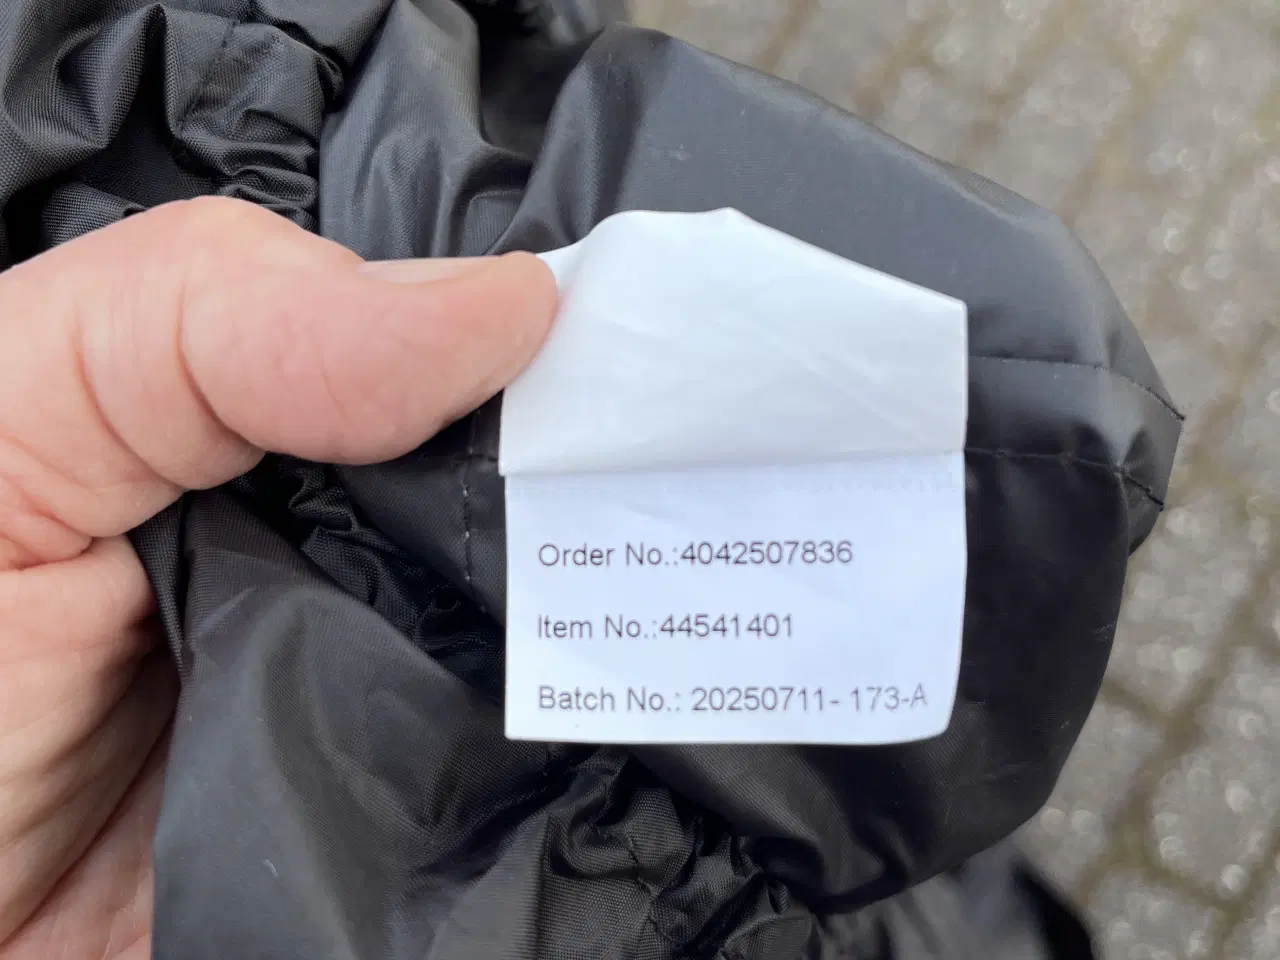 Order No.:4042507836
Item No.:44541401
Batch No.: 20250711- 173-A